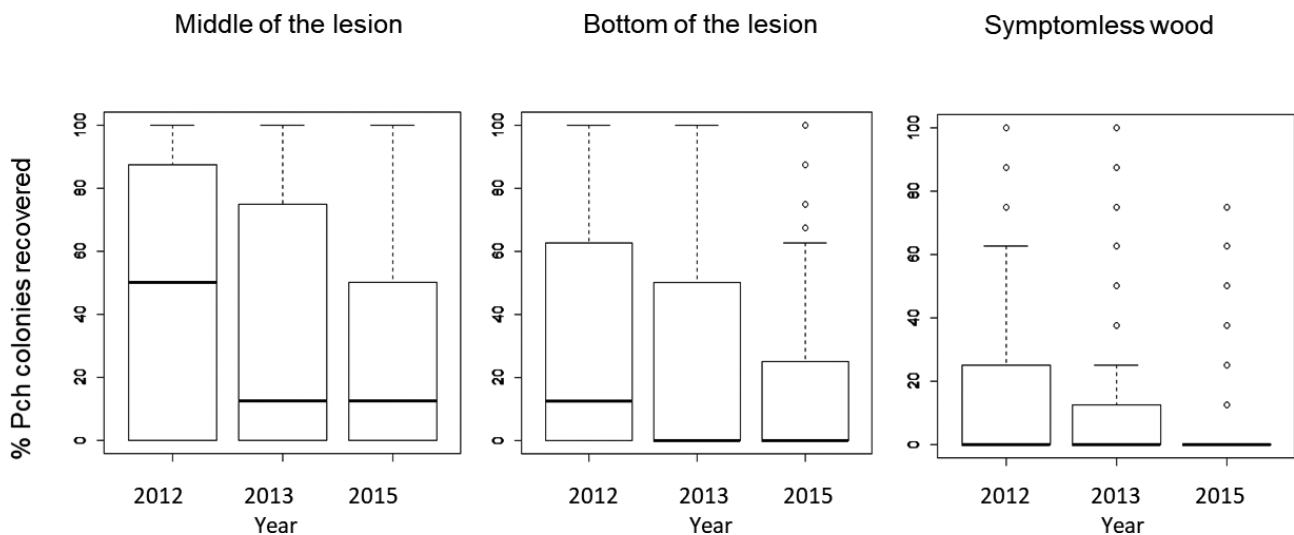 Middle of the lesion
Bottom of the lesion
Symptomless wood
% Pch colonies recovered
100
80
60
40
20
0
2012 2013 2015
Year
100
80
60
40
20
0
2012 2013 2015
Year
100
80
60
40
20
0
2012 2013 2015
Year